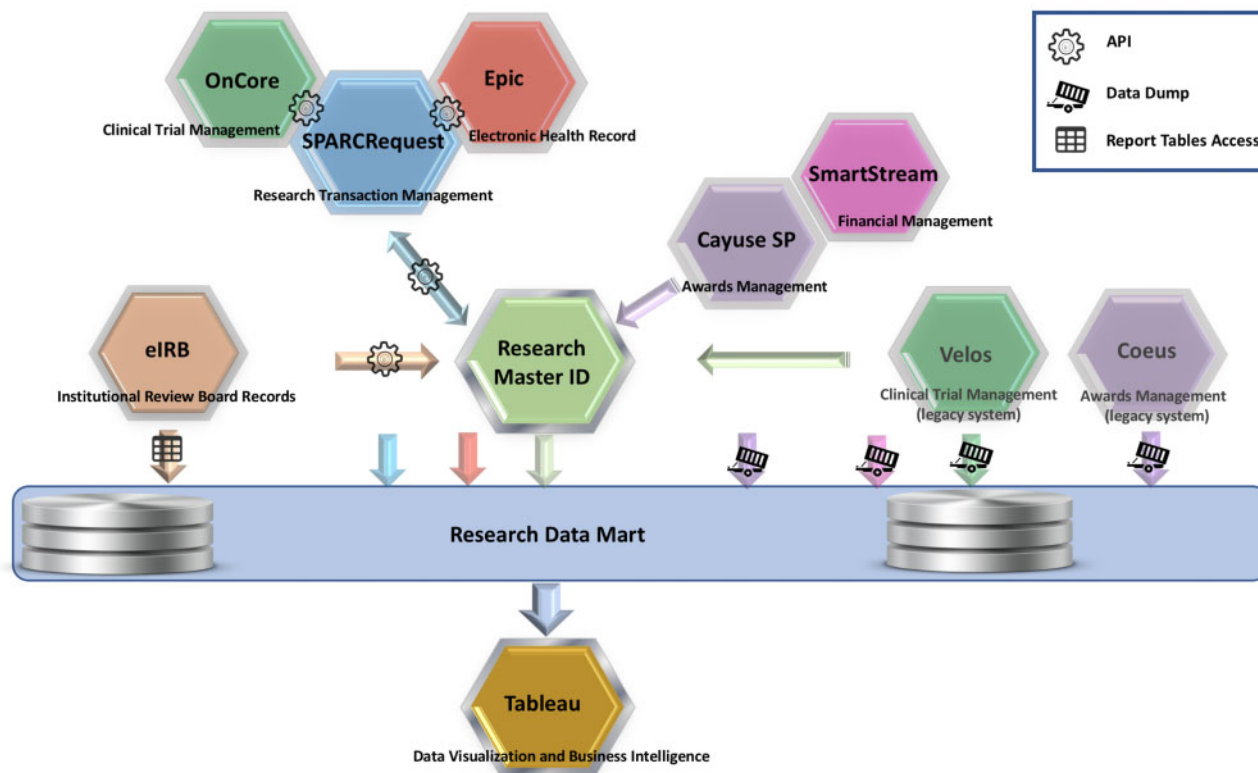 OnCore
Clinical Trial Management
Epic
Electronic Health Record
SPARCRequest
Research Transaction Management
API
Data Dump
Report Tables Access
SmartStream
Financial Management
Cayuse SP
Awards Management
eIRB
Institutional Review Board Records
Research
Master ID
Velos
Clinical Trial Management
(legacy system)
Coeus
Awards Management
(legacy system)
Research Data Mart
Tableau
Data Visualization and Business Intelligence